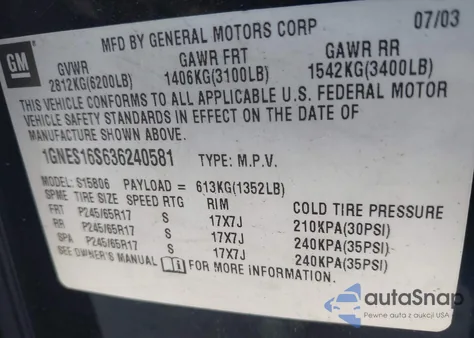 GM
MFD BY GENERAL MOTORS CORP 07/03
GVWR GAWR FRT GAWR RR
2812KG(6200LB) 1406KG(3100LB) 1542KG(3400LB)
THIS VEHICLE CONFORMS TO ALL APPLICABLE U.S. FEDERAL MOTOR
VEHICLE SAFETY STANDARDS IN EFFECT ON THE DATE OF
MANUFACTURE SHOWN ABOVE.
1GNES16S636240581 TYPE: M.P.V.
MODEL: S15806 PAYLOAD = 613KG(1352LB)
SPME TIRE SIZE SPEED RTG RIM COLD TIRE PRESSURE
FRT P245/65R17 S 17X7J 210KPA(30PSI)
RR P245/65R17 S 17X7J 240KPA(35PSI)
SPA P245/65R17 S 17X7J 240KPA(35PSI)
SEE OWNER'S MANUAL FOR MORE INFORMATION.
autoSnap
Pewne auta z aukcji USA